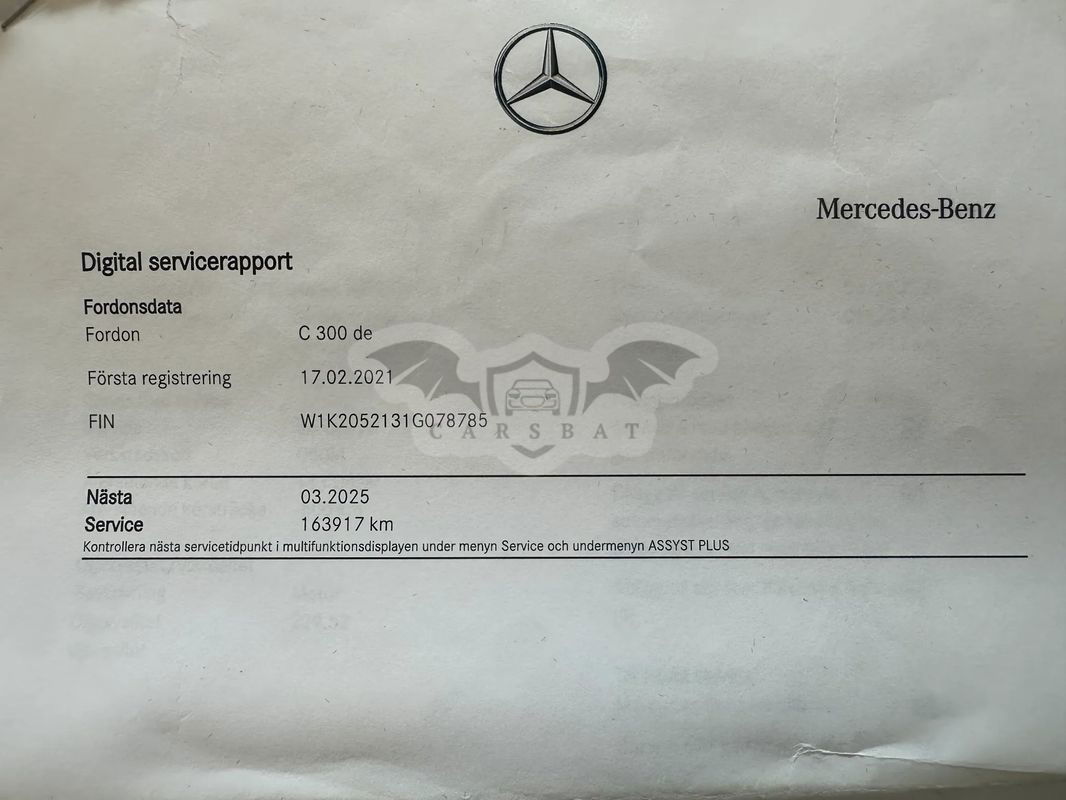 Mercedes-Benz
Digital servicerapport
Fordonsdata
Fordon C 300 de
Första registrering 17.02.2021
FIN W1K2052131G078785
CARSBAT
Nästa 03.2025
Service 163917 km
Kontrollera nästa servicetidpunkt i multifunktionsdisplayen under menyn Service och undermenyn ASSYST PLUS